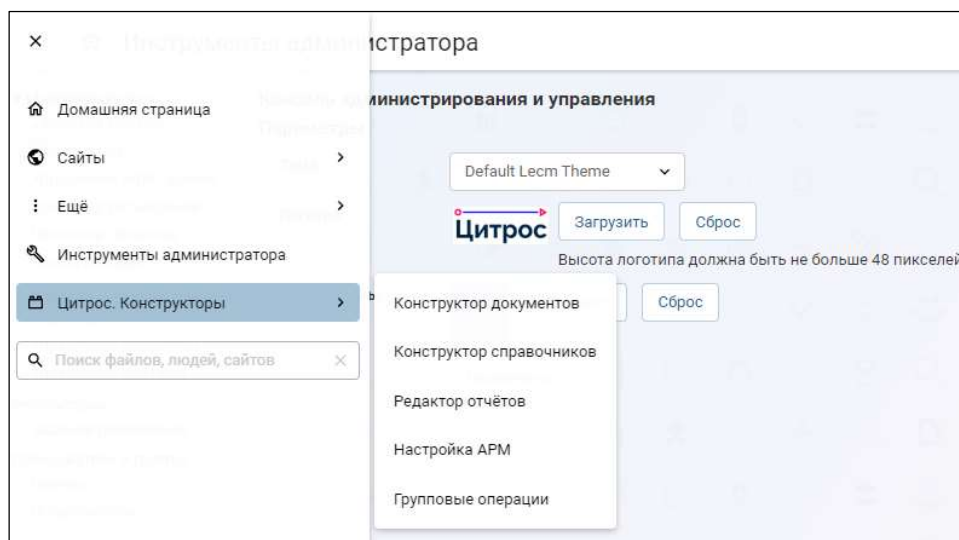 Инструменты администратора
Домашняя страница
Сайты
Ещё
Инструменты администратора
Цитрос. Конструкторы
Поиск файлов, людей, сайтов
министрирования и управления
Default Lecm Theme
Цитрос
Загрузить
Сброс
Высота логотипа должна быть не больше 48 пикселей
Сброс
Конструктор документов
Конструктор справочников
Редактор отчётов
Настройка АРМ
Групповые операции